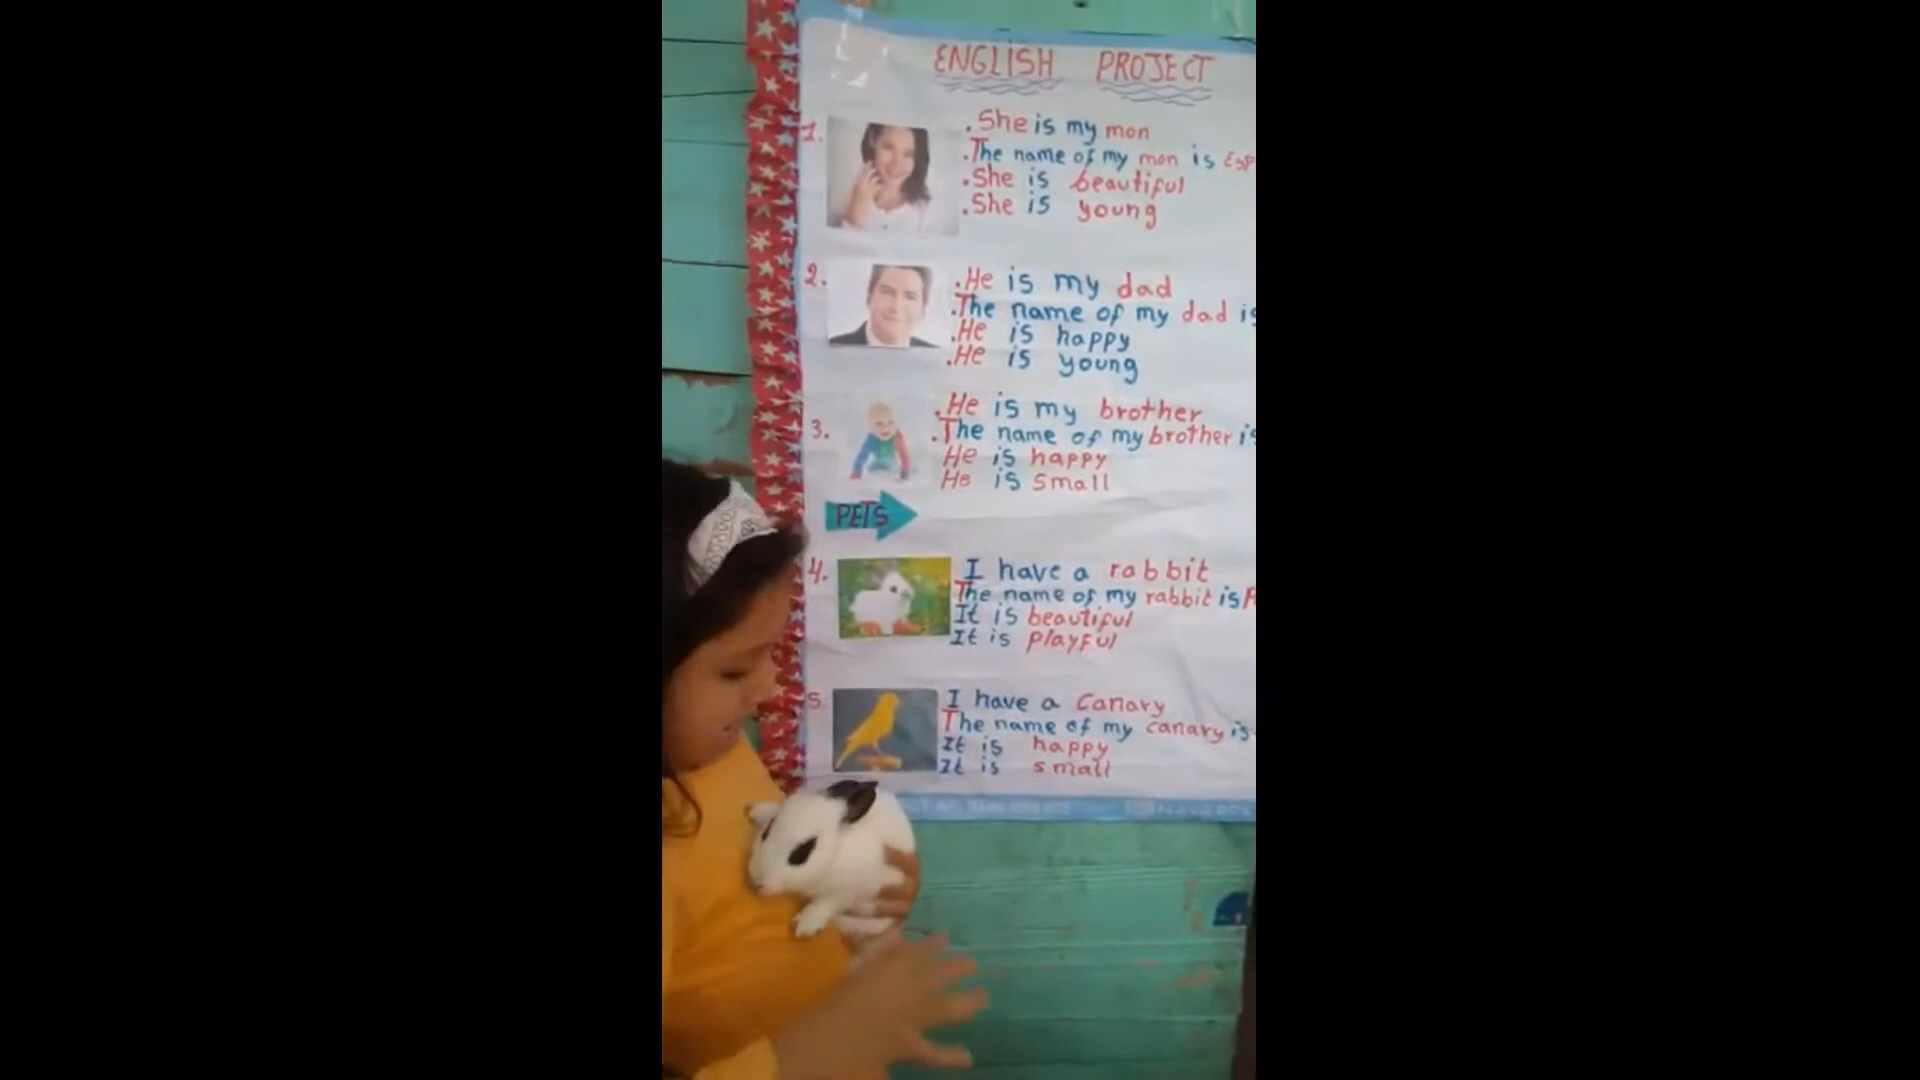 ENGLISH PROJECT
1.
. She is my mon
. The name of my mon is Esp
. She is beautiful
. She is young
2.
. He is my dad
. The name of my dad is
. He is happy
. He is young
3.
. He is my brother
. The name of my brother is
He is happy
He is small
PETS
4.
I have a rabbit
The name of my rabbit is
It is beautiful
It is playful
5.
I have a canary
The name of my canary is
It is happy
It is small